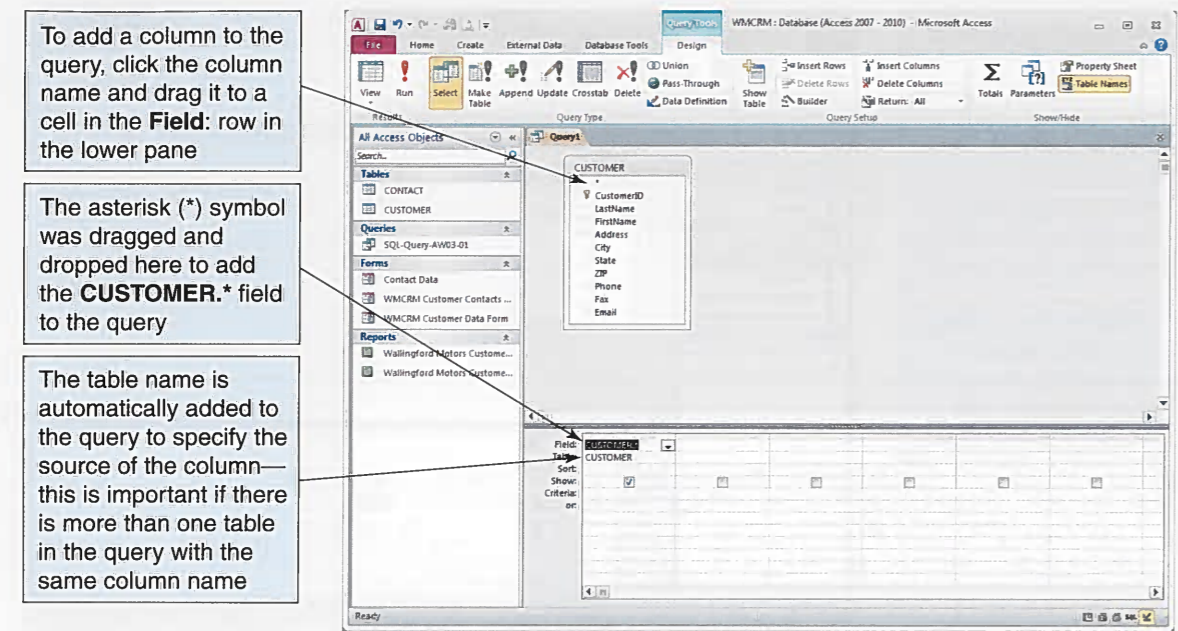 To add a column to the
query, click the column
name and drag it to a
cell in the Field: row in
the lower pane
The asterisk (*) symbol
was dragged and
dropped here to add
the CUSTOMER.* field
to the query
The table name is
automatically added to
the query to specify the
source of the column—
this is important if there
is more than one table
in the query with the
same column name
Query Tools WMCRM : Database (Access 2007 - 2010) - Microsoft Access
File Home Create External Data Database Tools Design
View Run Select Make Table Append Update Crosstab Delete
Union
Pass-Through
Data Definition
Show Table
Insert Rows
Delete Rows
Builder
Insert Columns
Delete Columns
Return: All
Totals Parameters
Property Sheet
Table Names
Results Query Type Query Setup Show/Hide
All Access Objects
Search...
Tables
CONTACT
CUSTOMER
Queries
SQL-Query-AW03-01
Forms
Contact Data
WMCRM Customer Contacts ...
WMCRM Customer Data Form
Reports
Wallingford Motors Custome...
Wallingford Motors Custome...
Query1
CUSTOMER
*
CustomerID
LastName
FirstName
Address
City
State
ZIP
Phone
Fax
Email
Field: CUSTOMER.*
Table: CUSTOMER
Sort:
Show:
Criteria:
or:
Ready
SQL